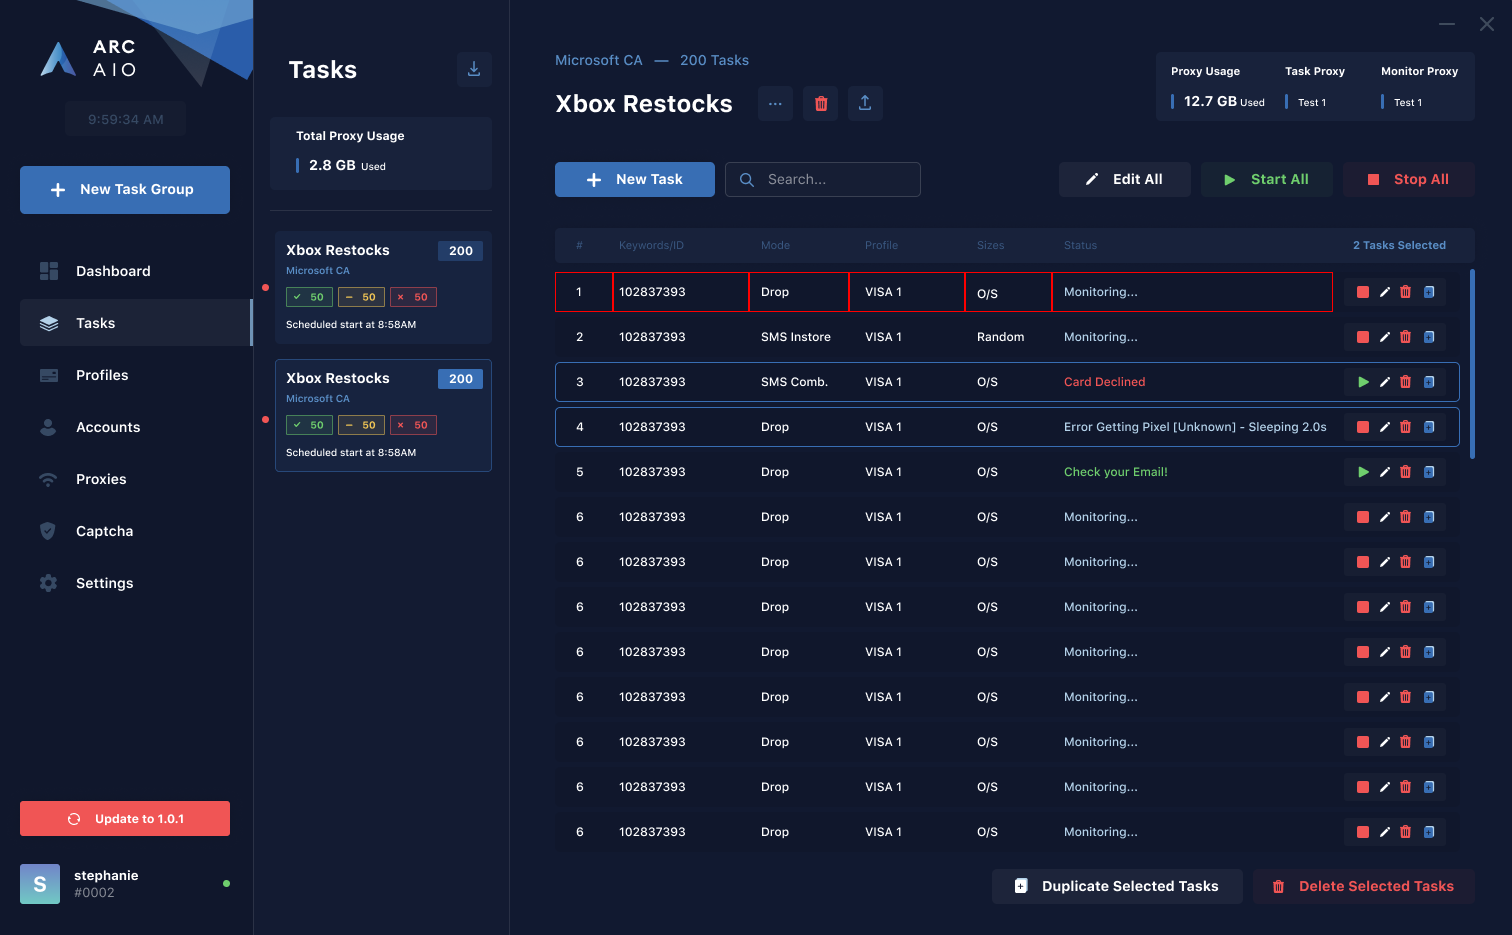 ARC
AIO
9:59:34 AM
New Task Group
Dashboard
Tasks
Profiles
Accounts
Proxies
Captcha
Settings
Update to 1.0.1
S
stephanie
#0002
Tasks
Total Proxy Usage
2.8 GB Used
Xbox Restocks 200
Microsoft CA
50 50 50
Scheduled start at 8:58AM
Xbox Restocks 200
Microsoft CA
50 50 50
Scheduled start at 8:58AM
Microsoft CA — 200 Tasks
Xbox Restocks
Proxy Usage Task Proxy Monitor Proxy
12.7 GB Used Test 1 Test 1
New Task
Search...
Edit All
Start All
Stop All
# Keywords/ID Mode Profile Sizes Status 2 Tasks Selected
1 102837393 Drop VISA 1 O/S Monitoring...
2 102837393 SMS Instore VISA 1 Random Monitoring...
3 102837393 SMS Comb. VISA 1 O/S Card Declined
4 102837393 Drop VISA 1 O/S Error Getting Pixel [Unknown] - Sleeping 2.0s
5 102837393 Drop VISA 1 O/S Check your Email!
6 102837393 Drop VISA 1 O/S Monitoring...
6 102837393 Drop VISA 1 O/S Monitoring...
6 102837393 Drop VISA 1 O/S Monitoring...
6 102837393 Drop VISA 1 O/S Monitoring...
6 102837393 Drop VISA 1 O/S Monitoring...
6 102837393 Drop VISA 1 O/S Monitoring...
6 102837393 Drop VISA 1 O/S Monitoring...
6 102837393 Drop VISA 1 O/S Monitoring...
Duplicate Selected Tasks
Delete Selected Tasks